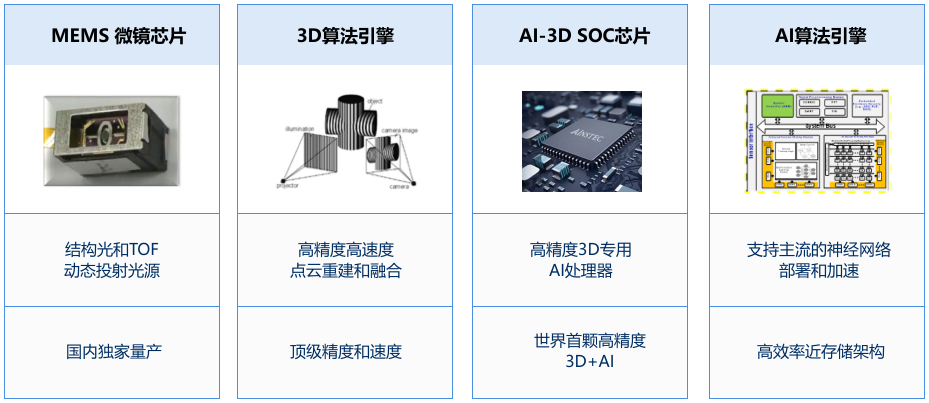 MEMS 微镜芯片
结构光和TOF
动态投射光源
国内独家量产
3D算法引擎
object
illumination
camera image
projector
camera
高精度高速度
点云重建和融合
顶级精度和速度
AI-3D SOC芯片
AINSTEC
高精度3D专用
AI处理器
世界首颗高精度
3D+AI
AI算法引擎
System Bus
Sensor Interface
支持主流的神经网络
部署和加速
高效率近存储架构